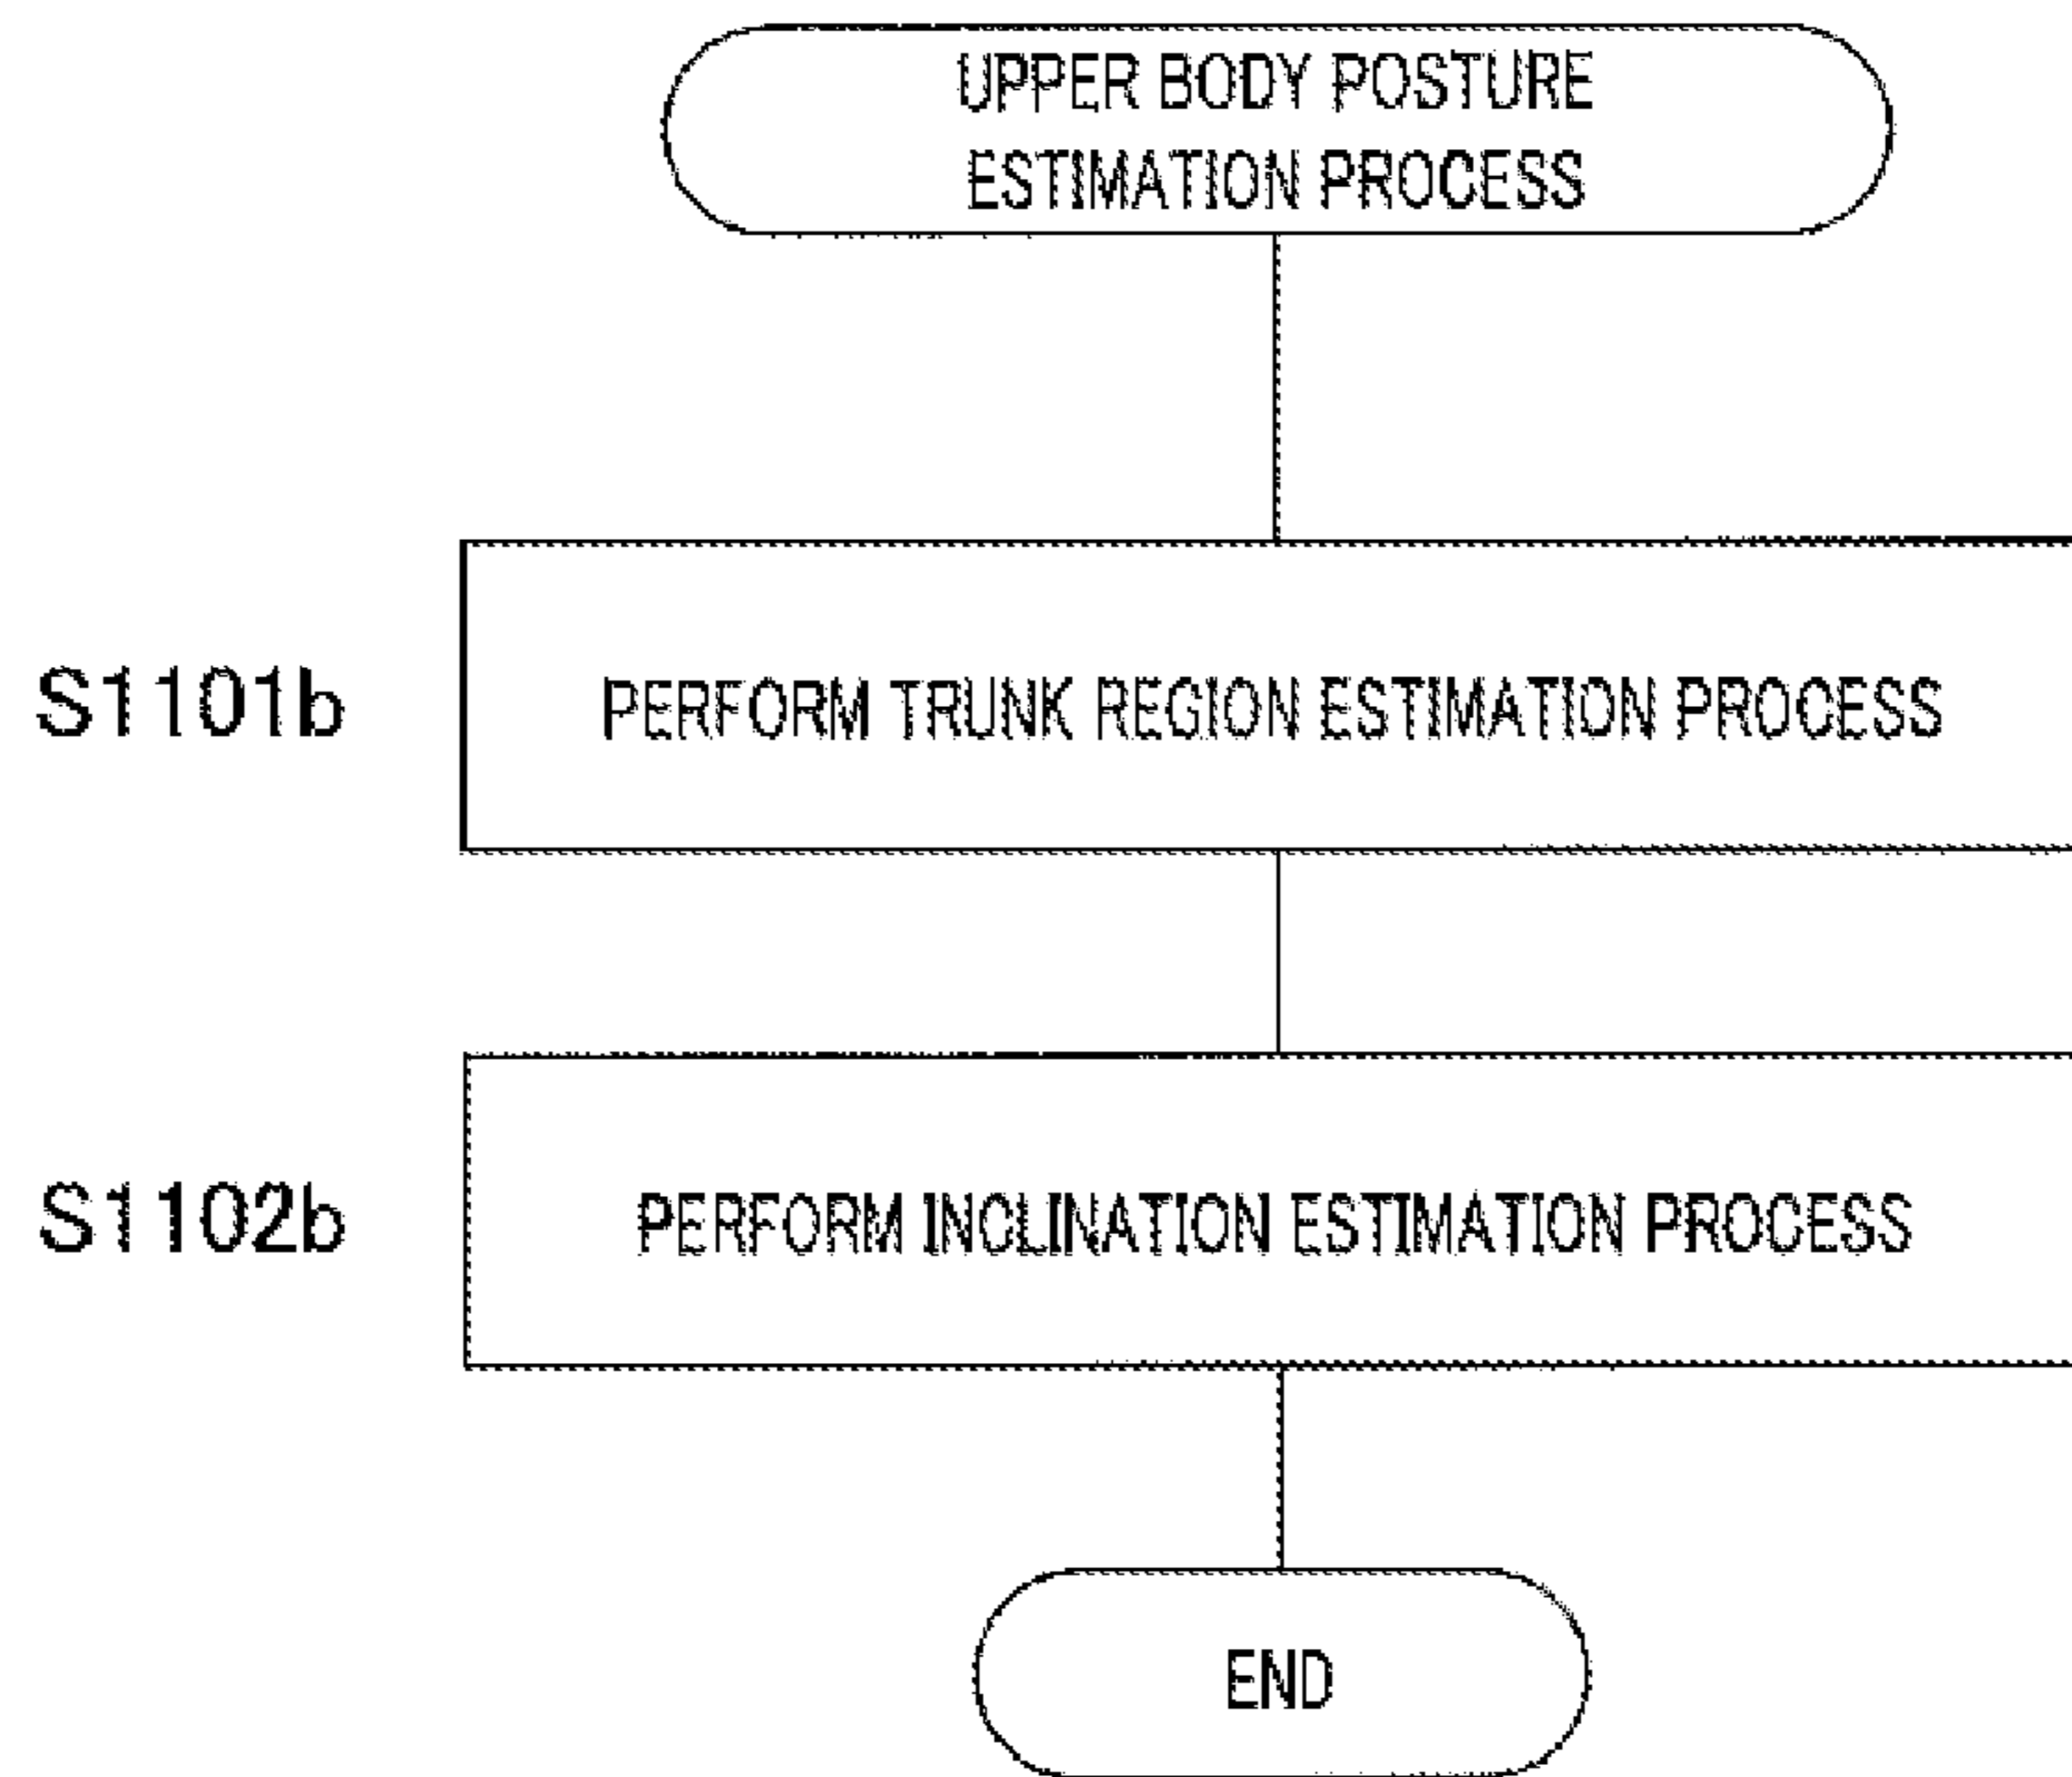 UPPER BODY POSTURE
ESTIMATION PROCESS
S1101b
PERFORM TRUNK REGION ESTIMATION PROCESS
S1102b
PERFORM INCLINATION ESTIMATION PROCESS
END